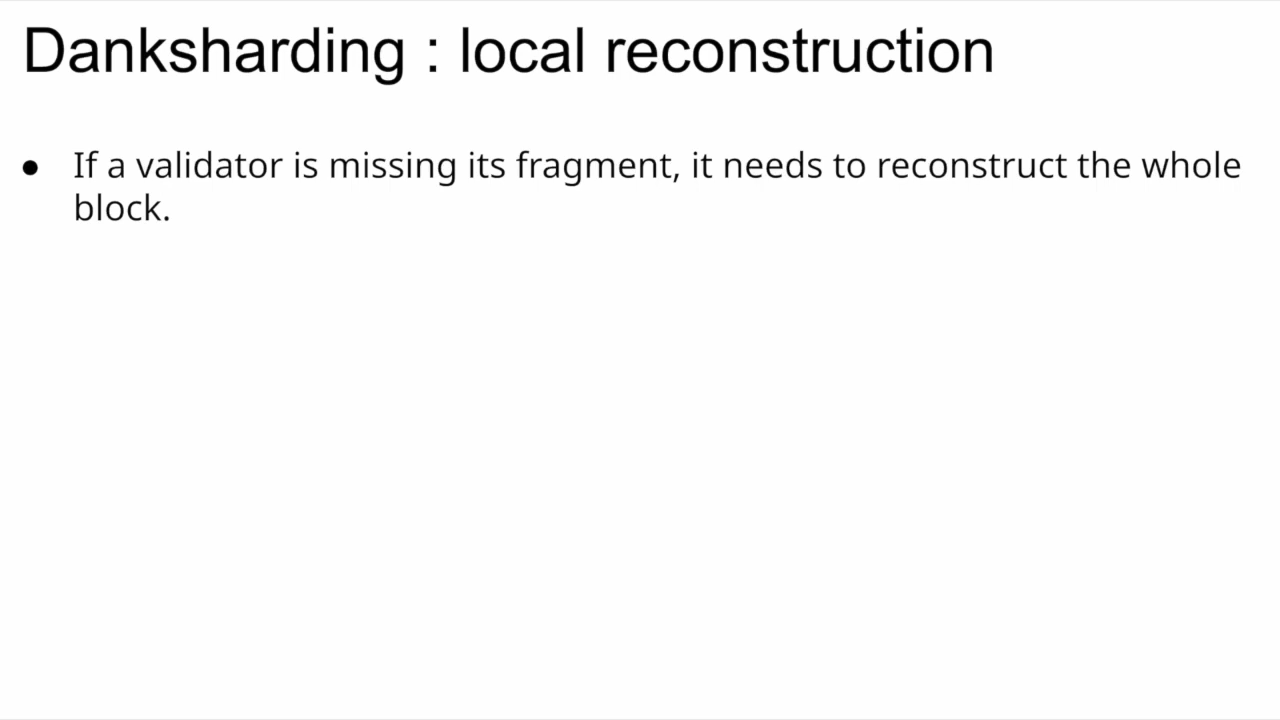 Danksharding : local reconstruction
● If a validator is missing its fragment, it needs to reconstruct the whole
block.